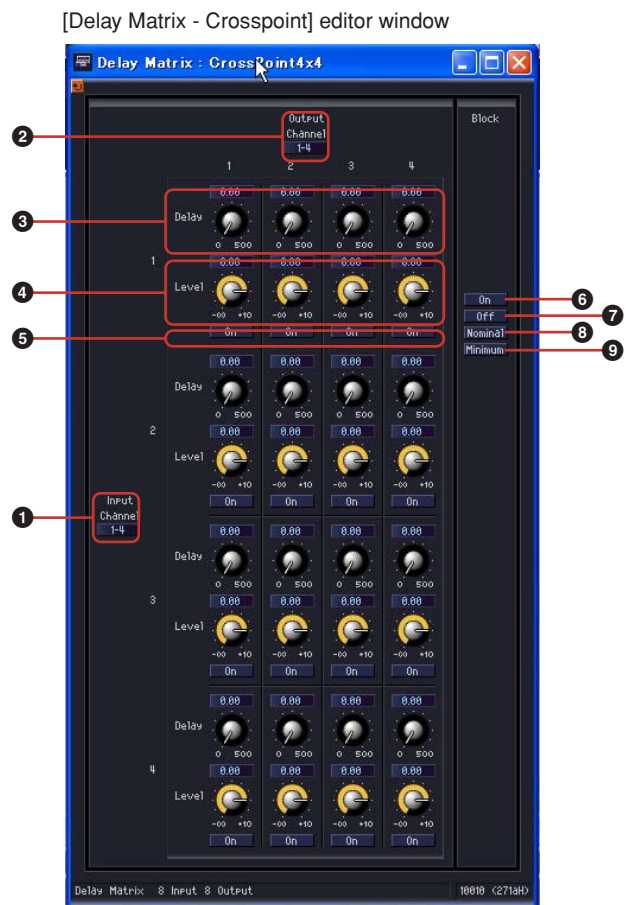 [Delay Matrix - Crosspoint] editor window
Delay Matrix : CrossPoint4x4
Output
Channel
1-4
Block
1 2 3 4
0.00 0.00 0.00 0.00
Delay
0 500 0 500 0 500 0 500
1
0.00 0.00 0.00 0.00
Level
-∞ +10 -∞ +10 -∞ +10 -∞ +10
On On On On
0.00 0.00 0.00 0.00
Delay
0 500 0 500 0 500 0 500
2
0.00 0.00 0.00 0.00
Level
-∞ +10 -∞ +10 -∞ +10 -∞ +10
On On On On
Input
Channel
1-4
0.00 0.00 0.00 0.00
Delay
0 500 0 500 0 500 0 500
3
0.00 0.00 0.00 0.00
Level
-∞ +10 -∞ +10 -∞ +10 -∞ +10
On On On On
0.00 0.00 0.00 0.00
Delay
0 500 0 500 0 500 0 500
4
0.00 0.00 0.00 0.00
Level
-∞ +10 -∞ +10 -∞ +10 -∞ +10
On On On On
On
Off
Nominal
Minimum
❷
❸
❹
❺
❶
❻
❼
❽
❾
Delay Matrix 8 Input 8 Output 10010 (271aH)